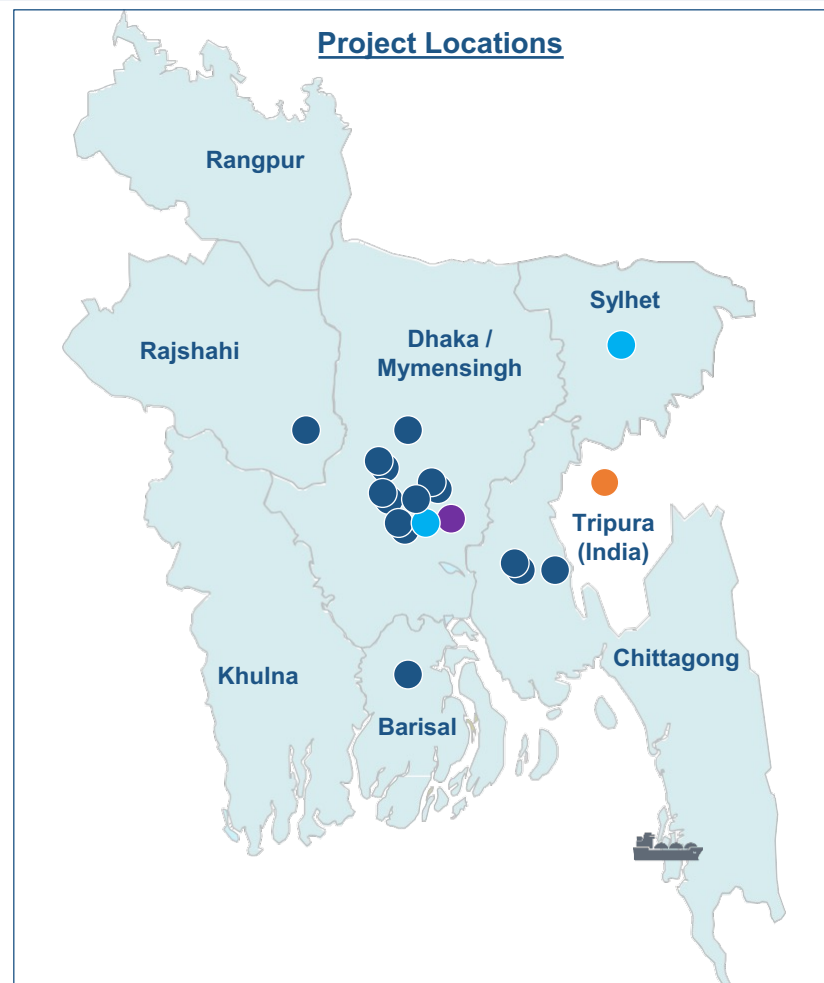 Project Locations
Rangpur
Sylhet
Dhaka /
Mymensingh
Rajshahi
Tripura
(India)
Chittagong
Khulna
Barisal